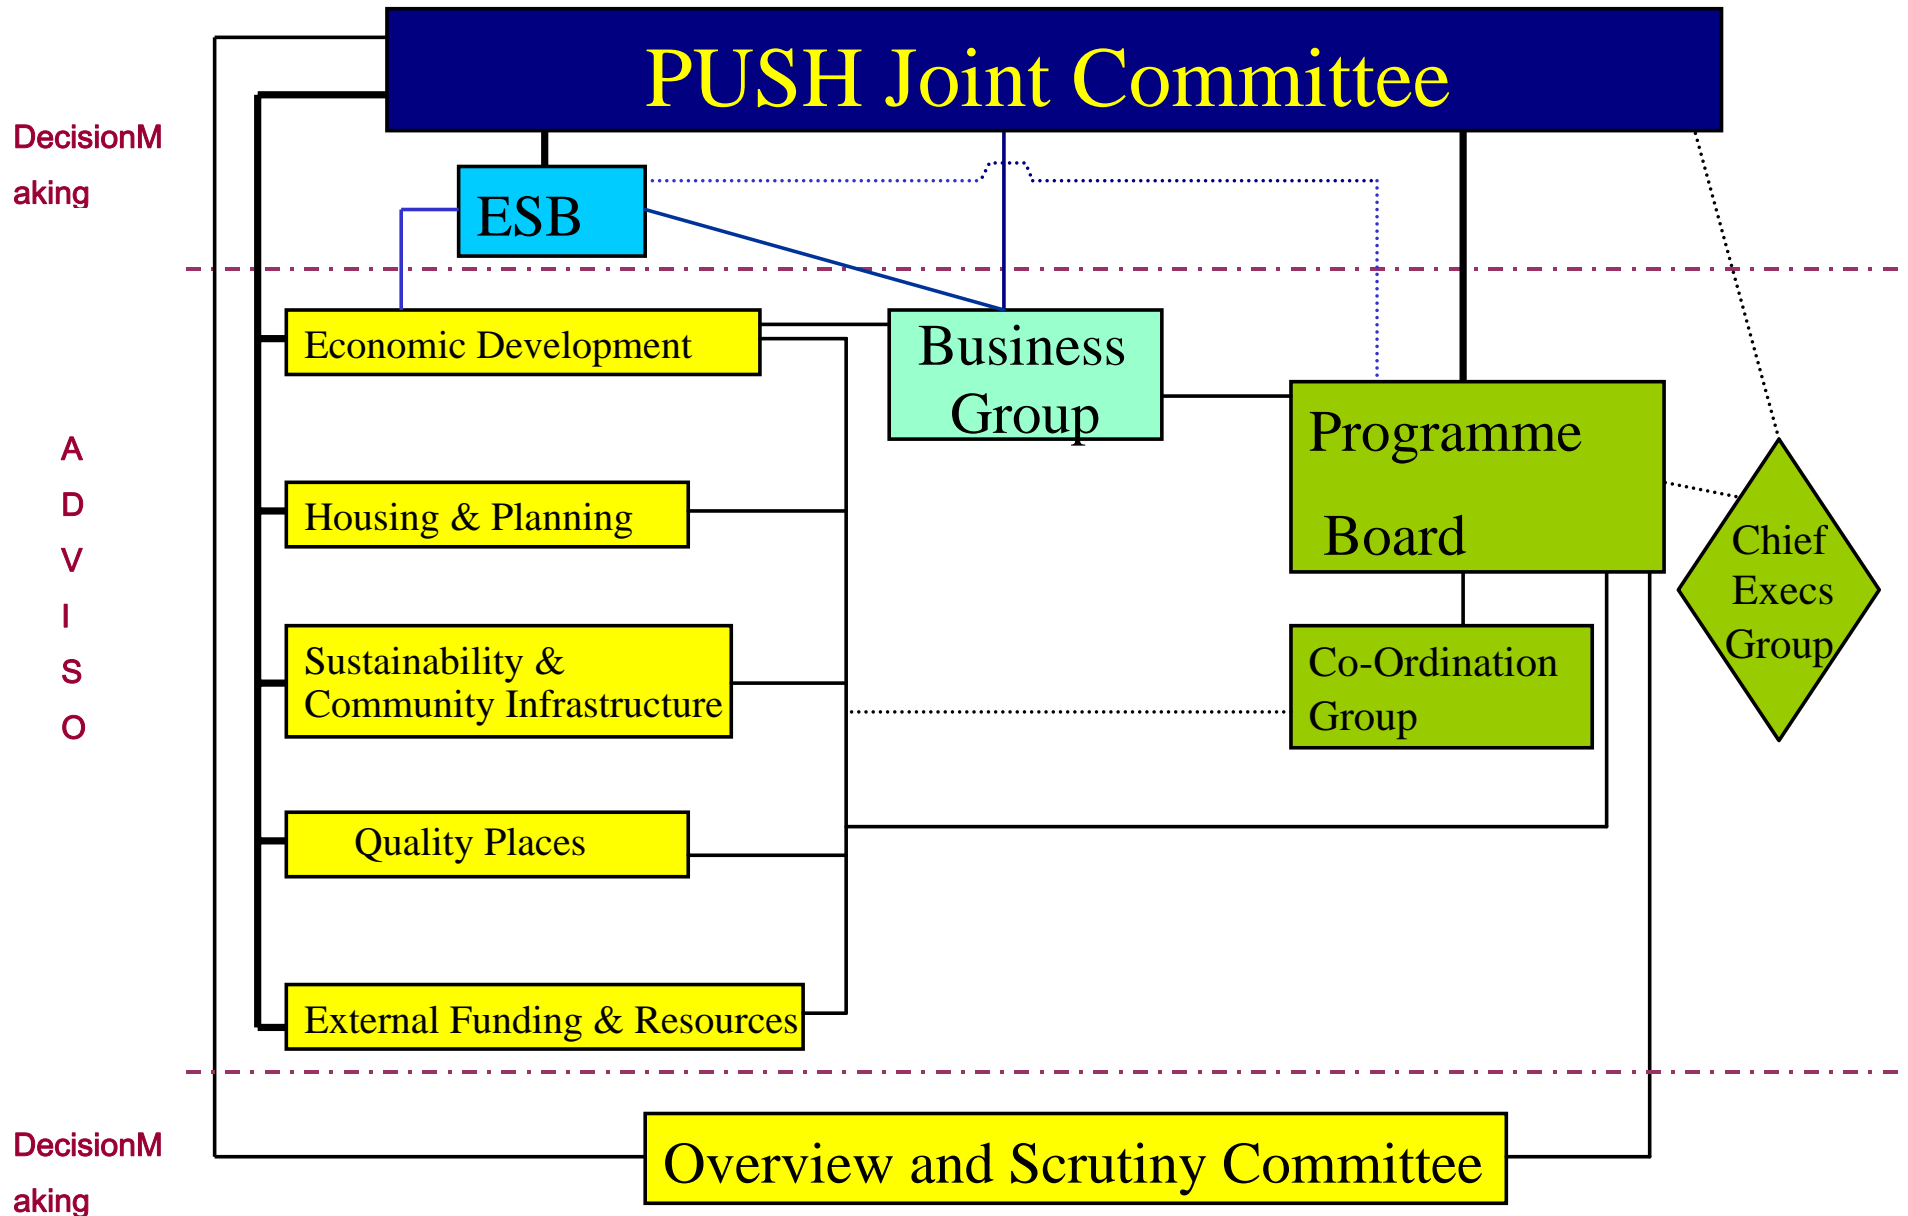 PUSH Joint Committee
DecisionM
aking
ESB
Economic Development
Business
Group
Programme
Board
A
D
V
I
S
O
Housing & Planning
Chief
Execs
Group
Sustainability &
Community Infrastructure
Co-Ordination
Group
Quality Places
External Funding & Resources
DecisionM
aking
Overview and Scrutiny Committee